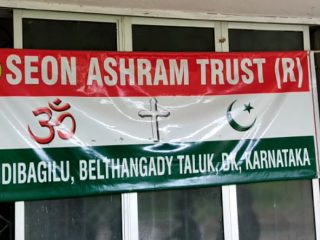 SEON ASHRAM TRUST (R)
ॐ
DIBAGILU, BELTHANGADY TALUK, DK, KARNATAKA